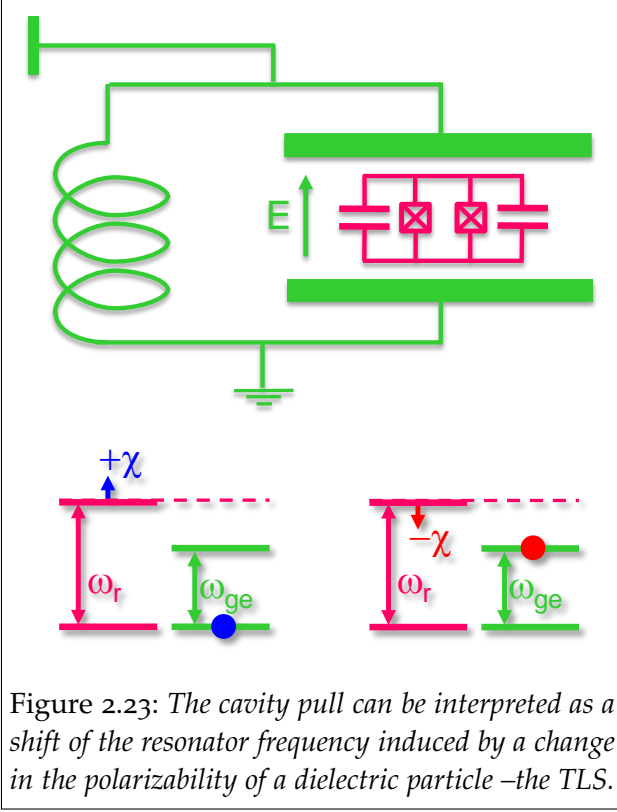 E
+χ
ωr
ωge
−χ
ωr
ωge
Figure 2.23: The cavity pull can be interpreted as a
shift of the resonator frequency induced by a change
in the polarizability of a dielectric particle –the TLS.